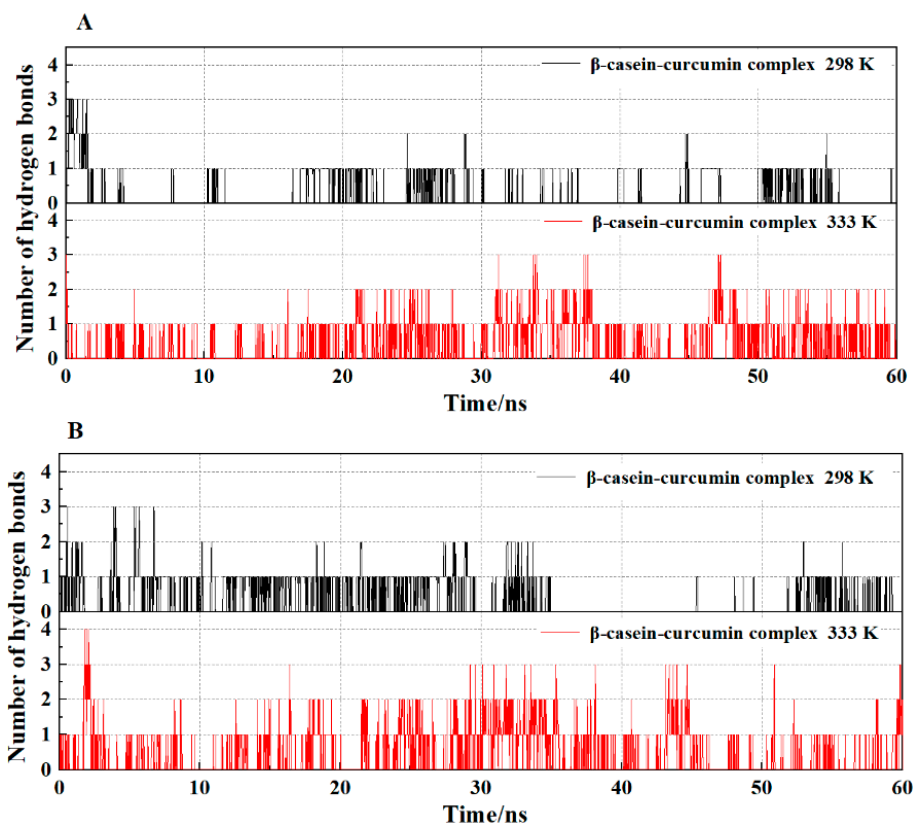 A
β-casein-curcumin complex 298 K
4
3
2
1
0
β-casein-curcumin complex 333 K
4
3
2
1
0
Number of hydrogen bonds
0 10 20 30 40 50 60
Time/ns
B
β-casein-curcumin complex 298 K
4
3
2
1
0
β-casein-curcumin complex 333 K
4
3
2
1
0
Number of hydrogen bonds
0 10 20 30 40 50 60
Time/ns